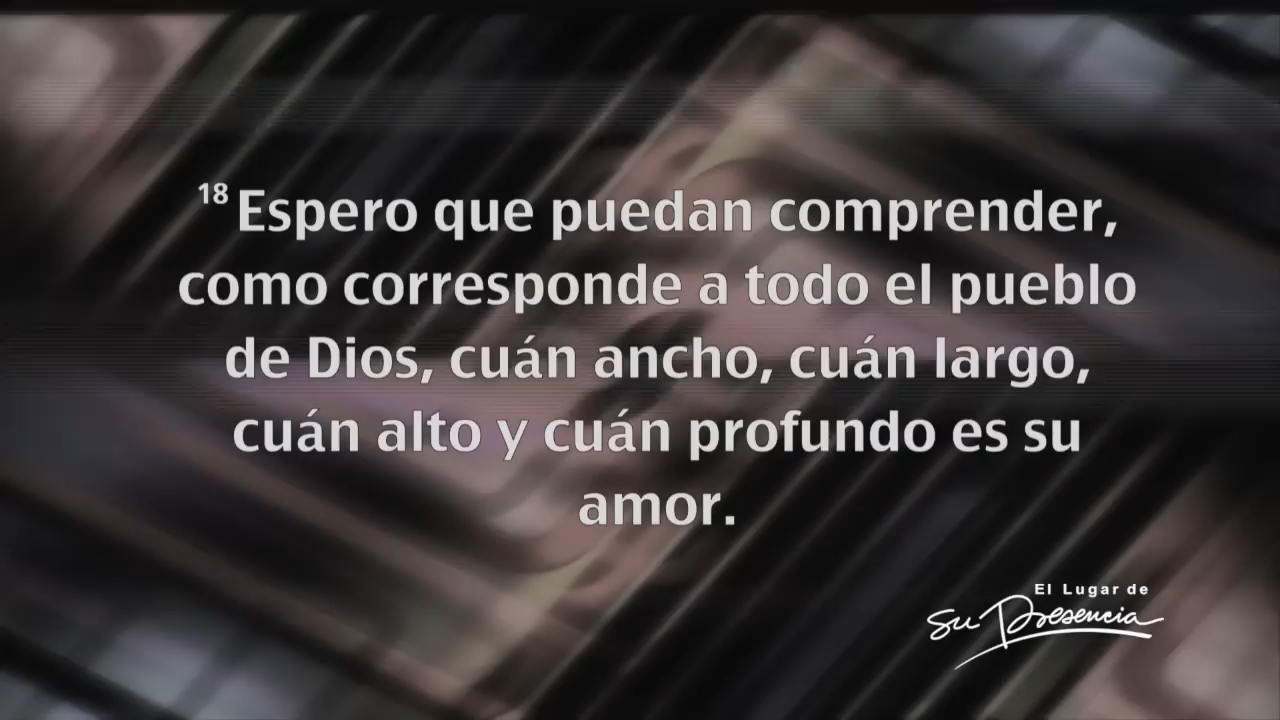 18 Espero que puedan comprender,
como corresponde a todo el pueblo
de Dios, cuán ancho, cuán largo,
cuán alto y cuán profundo es su
amor.
El Lugar de
Su Presencia